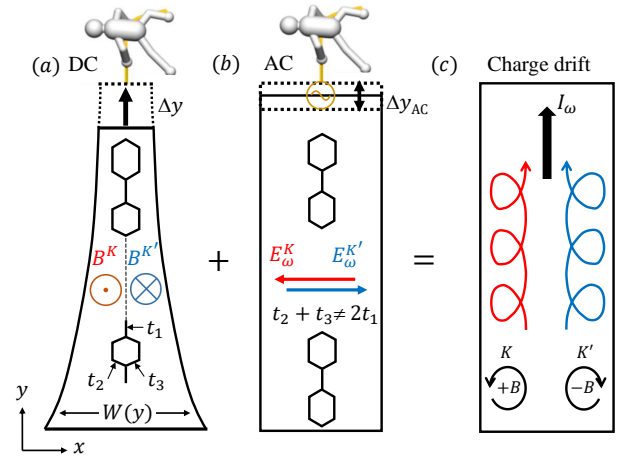 (a) DC
(b) AC
(c) Charge drift
Δy
Δy_AC
I_ω
B^K B^{K'}
+
E_ω^K E_ω^{K'}
=
t_2 + t_3 ≠ 2t_1
t_1
t_2 t_3
W(y)
y
x
K K'
+B −B